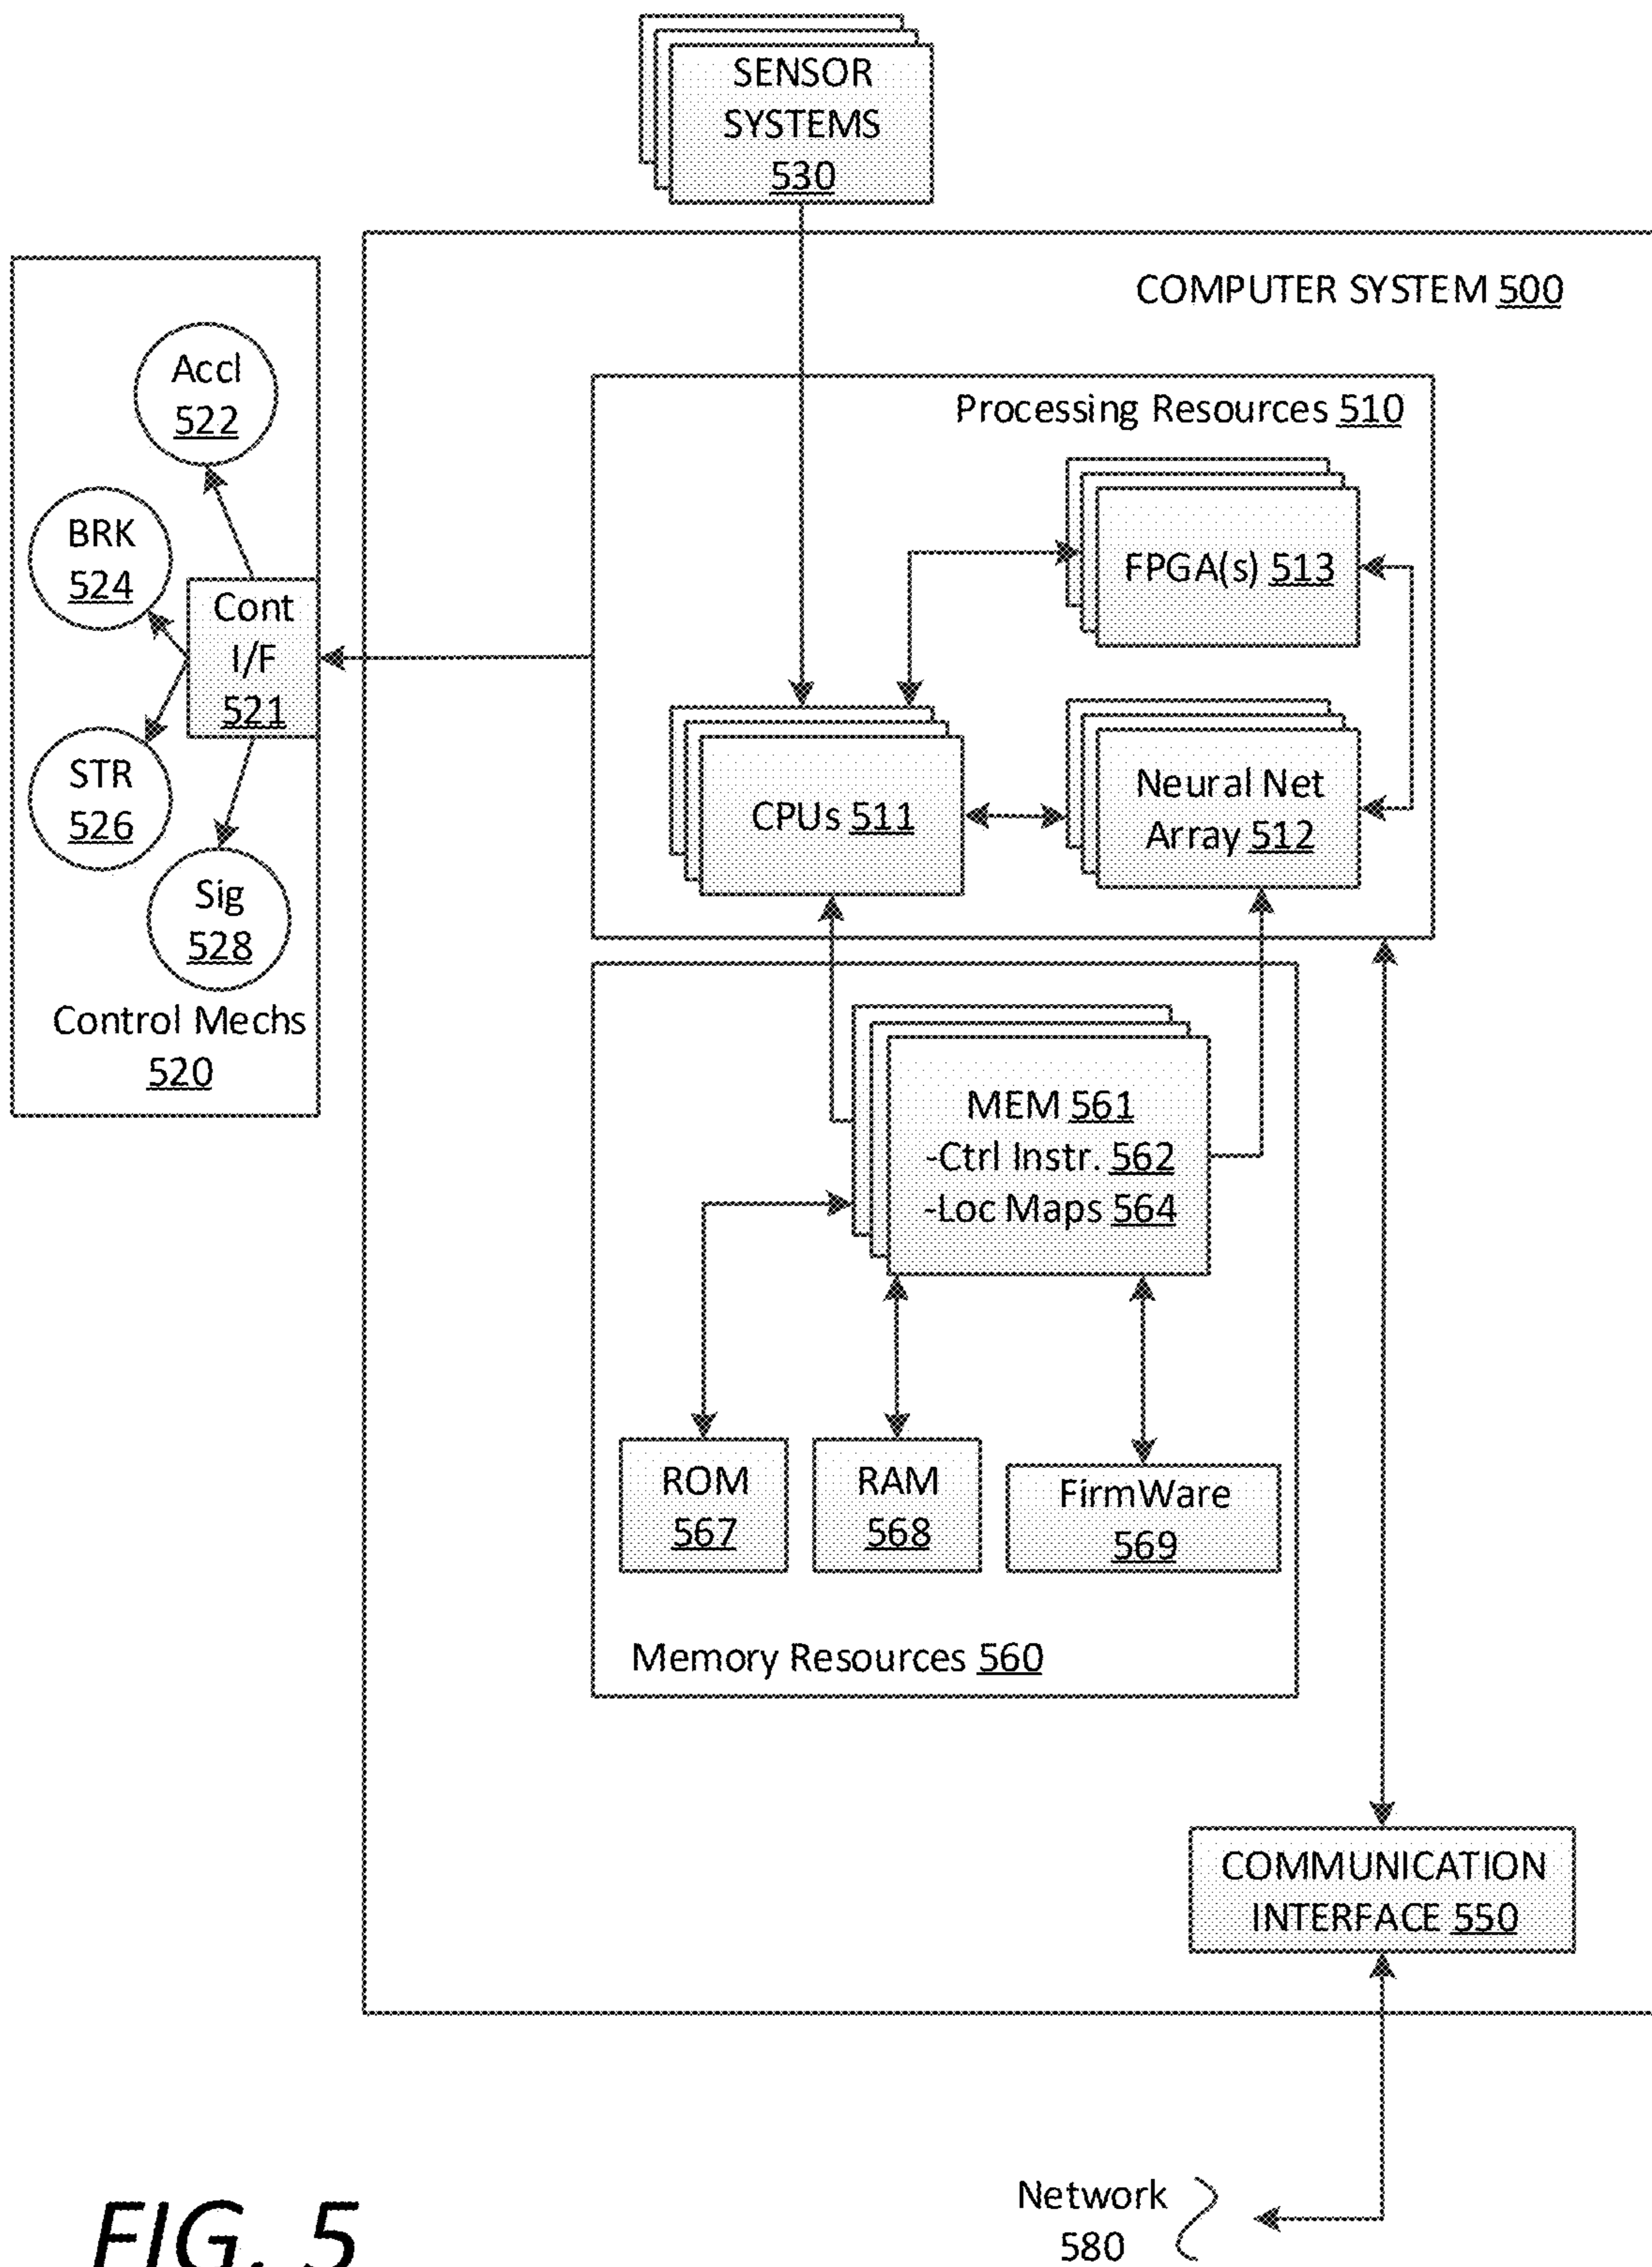 SENSOR
SYSTEMS
530
COMPUTER SYSTEM 500
Processing Resources 510
FPGA(s) 513
CPUs 511
Neural Net
Array 512
Accl
522
BRK
524
Cont
I/F
521
STR
526
Sig
528
Control Mechs
520
MEM 561
-Ctrl Instr. 562
-Loc Maps 564
ROM
567
RAM
568
FirmWare
569
Memory Resources 560
COMMUNICATION
INTERFACE 550
Network
580
FIG. 5